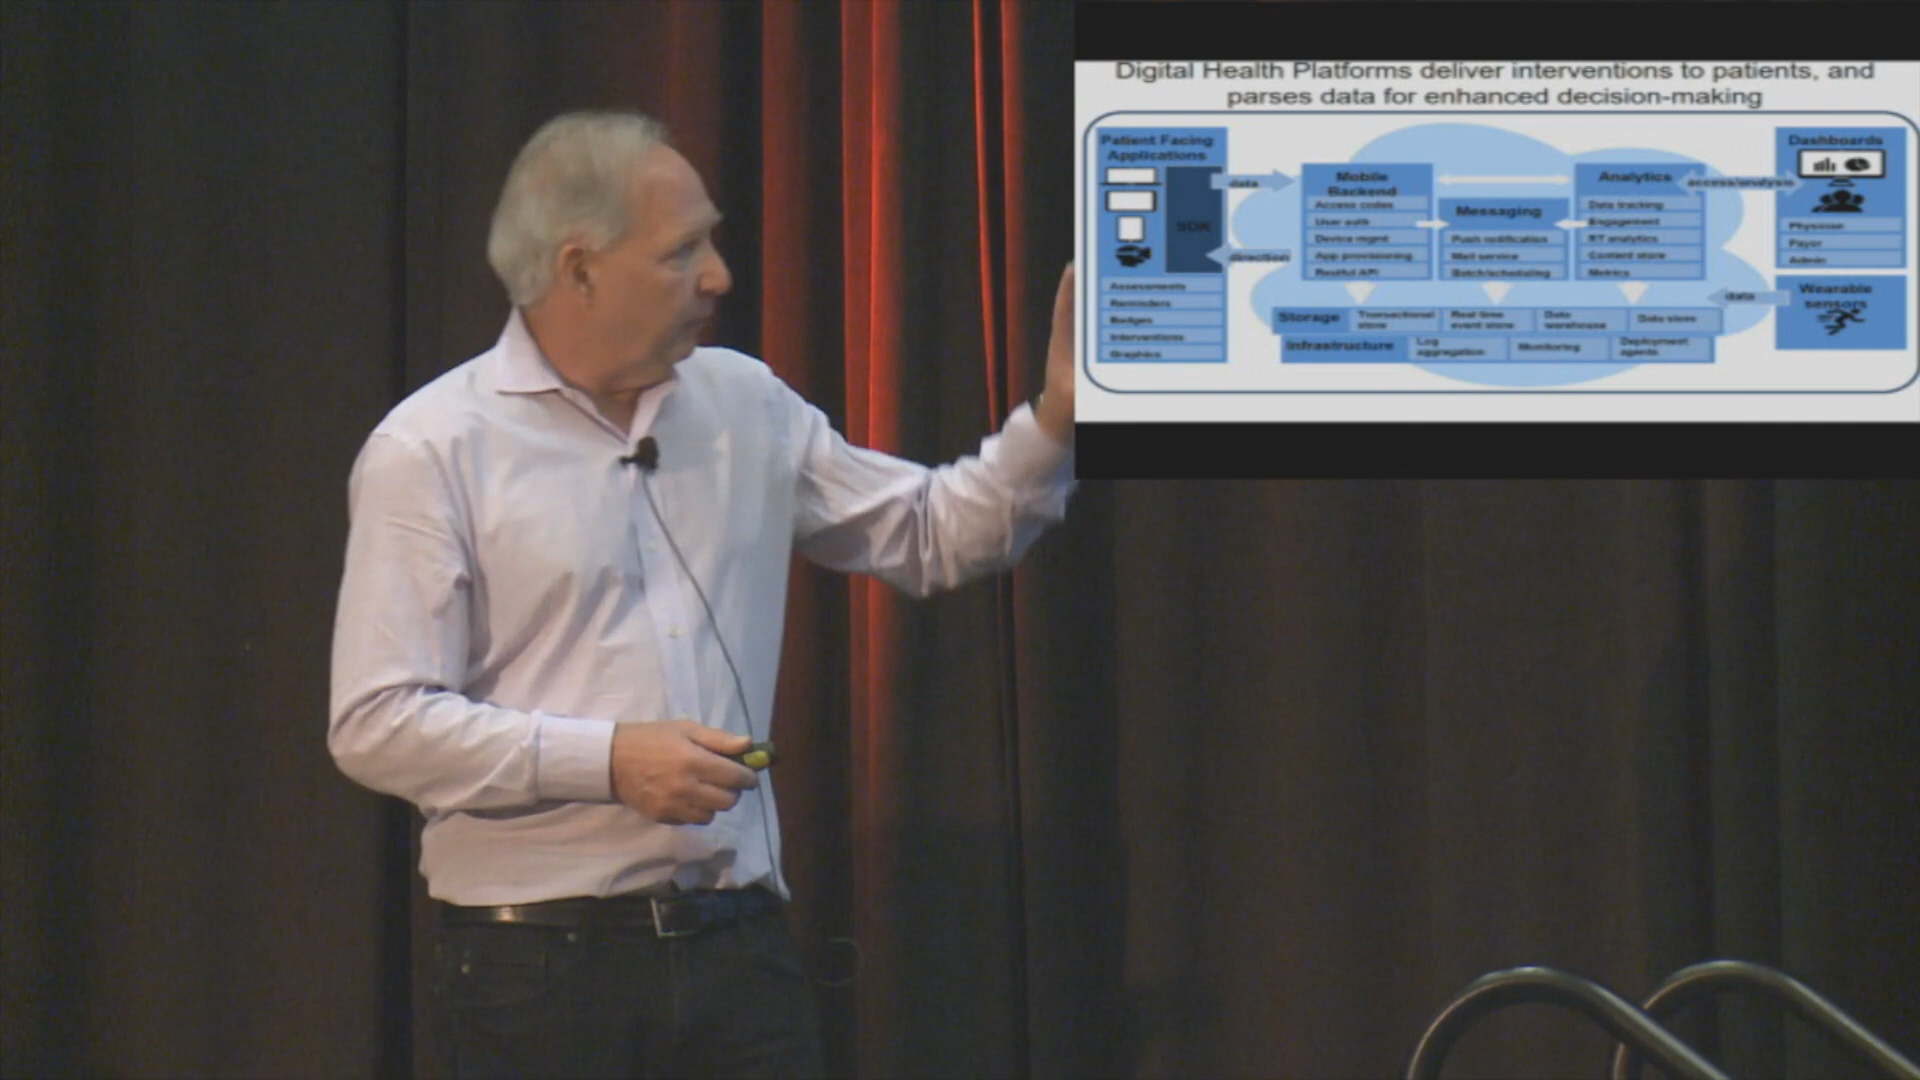 Digital Health Platforms deliver interventions to patients, and
parses data for enhanced decision-making
Patient Facing
Applications
SDK
Assessments
Reminders
Badges
Interventions
Graphics
data
direction
Mobile
Backend
Access codes
User auth
Device mgmt
App provisioning
Restful API
Messaging
Push notification
Mail service
Batch/scheduling
Analytics
Data tracking
Engagement
RT analytics
Content store
Metrics
access/analysis
Dashboards
Physician
Payor
Admin
data
Wearable
sensors
Storage
Transactional
store
Real time
event store
Data
warehouse
Data store
Infrastructure
Log
aggregation
Monitoring
Deployment
agents